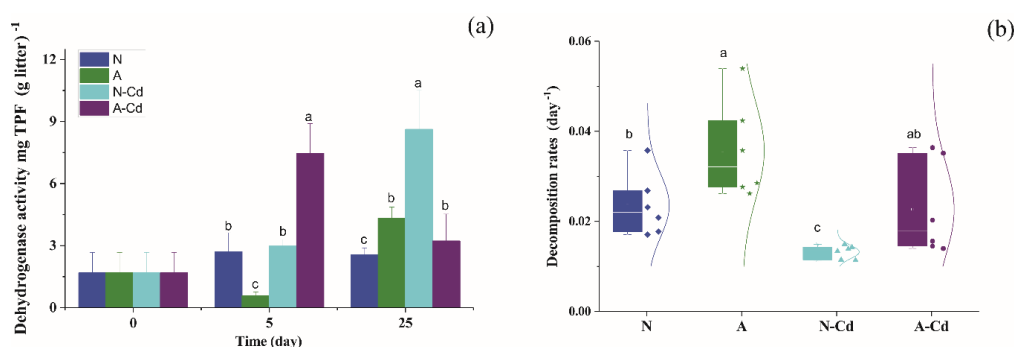 (a)
Dehydrogenase activity mg TPF (g litter) -1
12
9
6
3
0
N
A
N-Cd
A-Cd
b
c
b
a
c
b
a
b
0
5
25
Time (day)
(b)
Decomposition rates (day-1)
0.06
0.04
0.02
0.00
b
a
c
ab
N
A
N-Cd
A-Cd